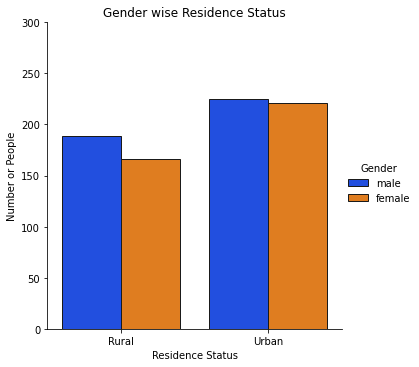 Gender wise Residence Status
300
250
200
150
100
50
0
Number or People
Rural
Urban
Residence Status
Gender
male
female